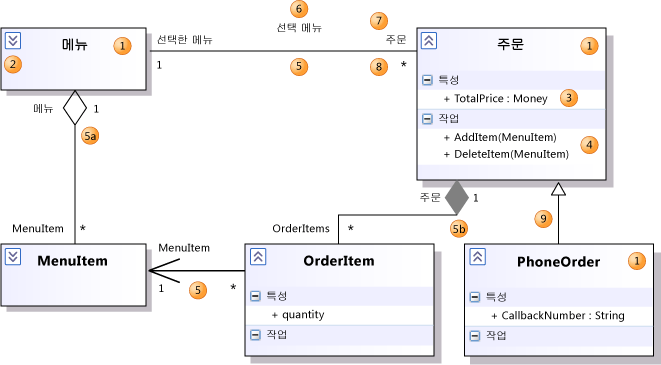 6
선택 메뉴
7
메뉴
1
2
선택한 메뉴
주문
1
5
8
*
주문
1
특성
+ TotalPrice : Money
3
작업
+ AddItem(MenuItem)
+ DeleteItem(MenuItem)
4
메뉴
1
5a
주문
1
5b
9
MenuItem
*
OrderItems
*
MenuItem
MenuItem
1
5
*
OrderItem
특성
+ quantity
작업
PhoneOrder
1
특성
+ CallbackNumber : String
작업